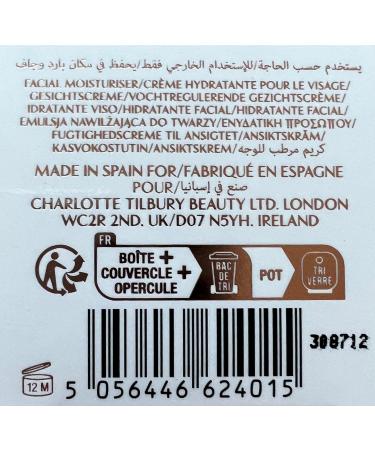 يستخدم حسب الحاجة/للإستخدام الخارجي فقط/يحفظ في مكان بارد وجاف
FACIAL MOISTURISER/CRÈME HYDRATANTE POUR LE VISAGE/
GESICHTSCREME/VOCHTREGULERENDE GEZICHTSCRÈME/
IDRATANTE VISO/HIDRATANTE FACIAL/HIDRATANTE FACIAL/
EMULSJA NAWILŻAJĄCA DO TWARZY/ΕΝΥΔΑΤΙΚΗ ΠΡΟΣΩΠΟΥ/
FUGTIGHEDSCREME TIL ANSIGTET/ANSIKTSKRÄM/
KASVOKOSTUTIN/ANSIKTSKREM/كريم مرطب للوجه
MADE IN SPAIN FOR/FABRIQUÉ EN ESPAGNE
POUR/صنع في إسبانيا
CHARLOTTE TILBURY BEAUTY LTD. LONDON
WC2R 2ND. UK/D07 N5YH. IRELAND
FR
BOÎTE +
COUVERCLE +
OPERCULE
BAC
DE
TRI
POT
TRI
VERRE
308712
12 M
5 056446 624015